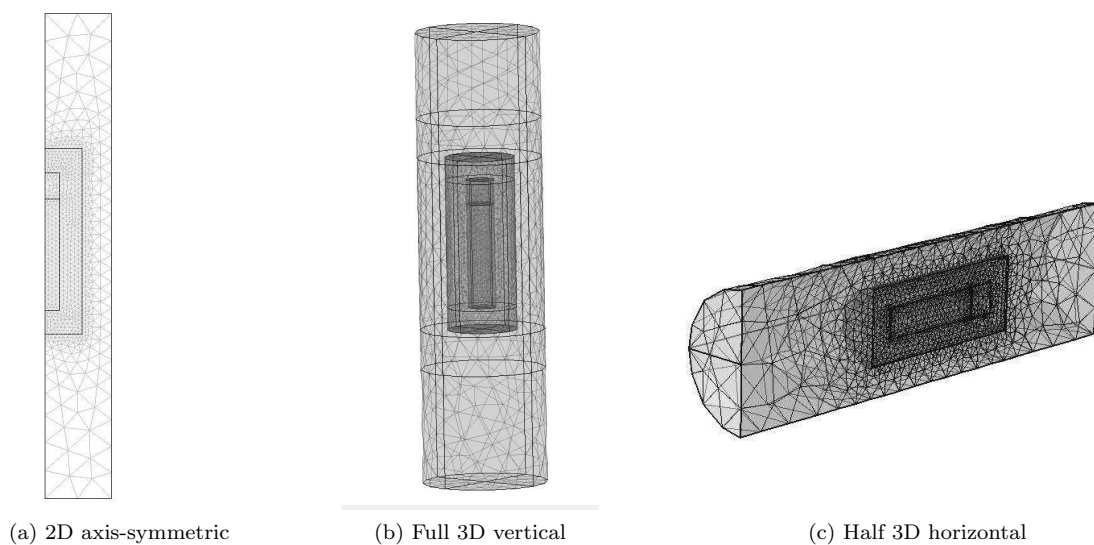 (a) 2D axis-symmetric
(b) Full 3D vertical
(c) Half 3D horizontal